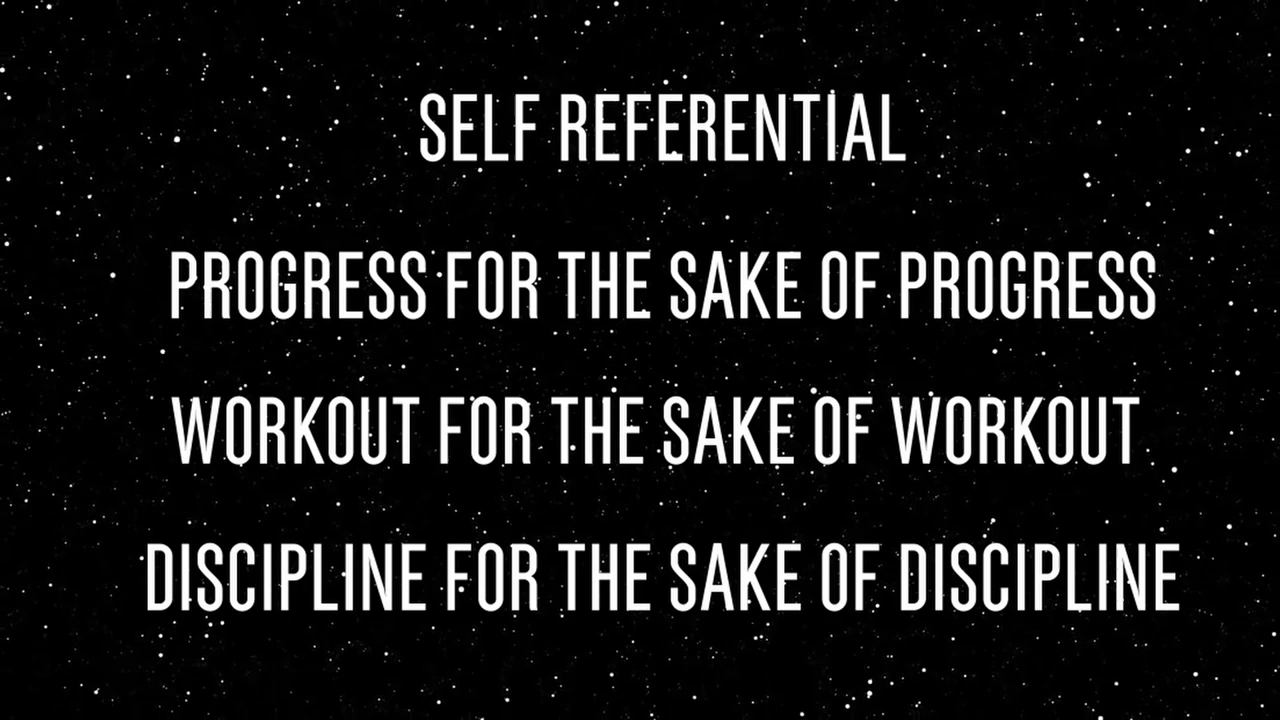 SELF REFERENTIAL
PROGRESS FOR THE SAKE OF PROGRESS
WORKOUT FOR THE SAKE OF WORKOUT
DISCIPLINE FOR THE SAKE OF DISCIPLINE